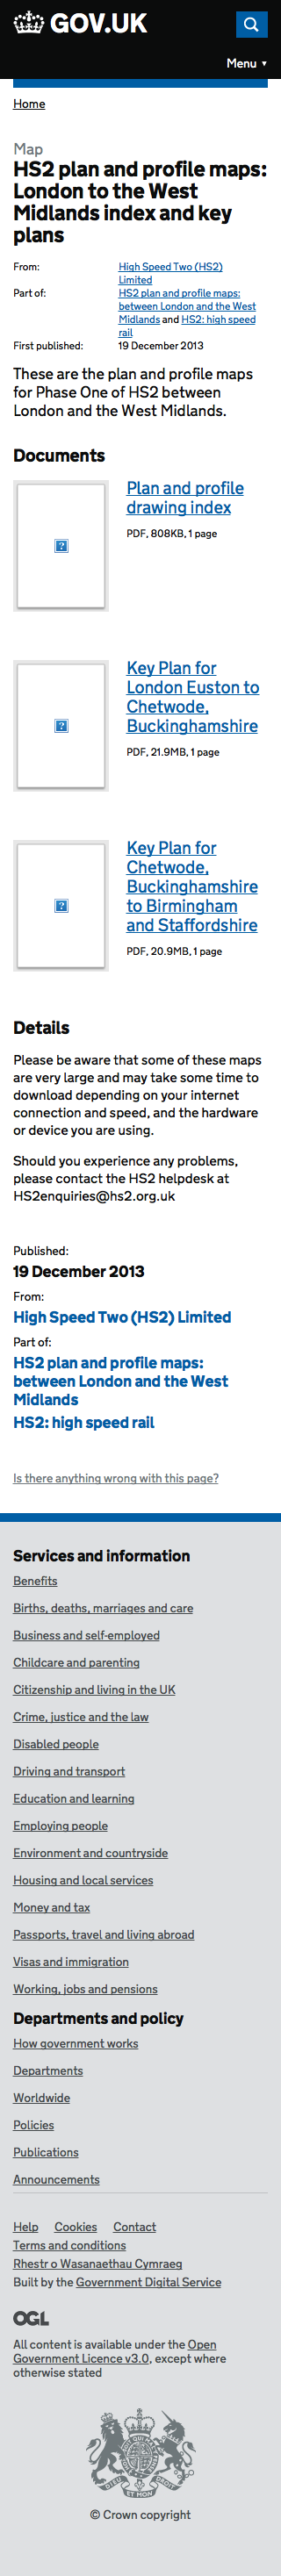 GOV.UK
Menu ▼
Home
Map
HS2 plan and profile maps:
London to the West
Midlands index and key
plans
From:
High Speed Two (HS2)
Limited
Part of:
HS2 plan and profile maps:
between London and the West
Midlands and HS2: high speed
rail
First published:
19 December 2013
These are the plan and profile maps
for Phase One of HS2 between
London and the West Midlands.
Documents
Plan and profile
drawing index
PDF, 808KB, 1 page
Key Plan for
London Euston to
Chetwode,
Buckinghamshire
PDF, 21.9MB, 1 page
Key Plan for
Chetwode,
Buckinghamshire
to Birmingham
and Staffordshire
PDF, 20.9MB, 1 page
Details
Please be aware that some of these maps
are very large and may take some time to
download depending on your internet
connection and speed, and the hardware
or device you are using.
Should you experience any problems,
please contact the HS2 helpdesk at
HS2enquiries@hs2.org.uk
Published:
19 December 2013
From:
High Speed Two (HS2) Limited
Part of:
HS2 plan and profile maps:
between London and the West
Midlands
HS2: high speed rail
Is there anything wrong with this page?
Services and information
Benefits
Births, deaths, marriages and care
Business and self-employed
Childcare and parenting
Citizenship and living in the UK
Crime, justice and the law
Disabled people
Driving and transport
Education and learning
Employing people
Environment and countryside
Housing and local services
Money and tax
Passports, travel and living abroad
Visas and immigration
Working, jobs and pensions
Departments and policy
How government works
Departments
Worldwide
Policies
Publications
Announcements
Help Cookies Contact
Terms and conditions
Rhestr o Wasanaethau Cymraeg
Built by the Government Digital Service
OGL
All content is available under the Open
Government Licence v3.0, except where
otherwise stated
© Crown copyright